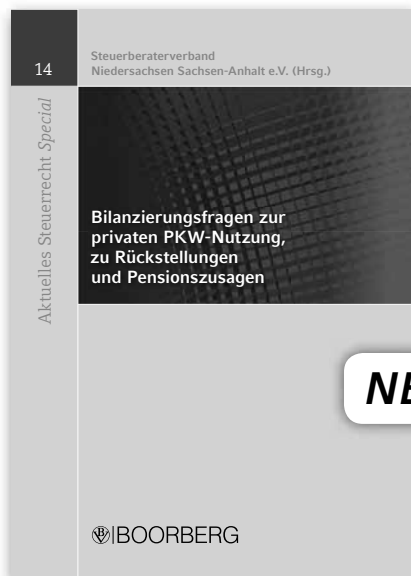 14
Steuerberaterverband
Niedersachsen Sachsen-Anhalt e.V. (Hrsg.)
Aktuelles Steuerrecht Special
Bilanzierungsfragen zur
privaten PKW-Nutzung,
zu Rückstellungen
und Pensionszusagen
NE
BOORBERG